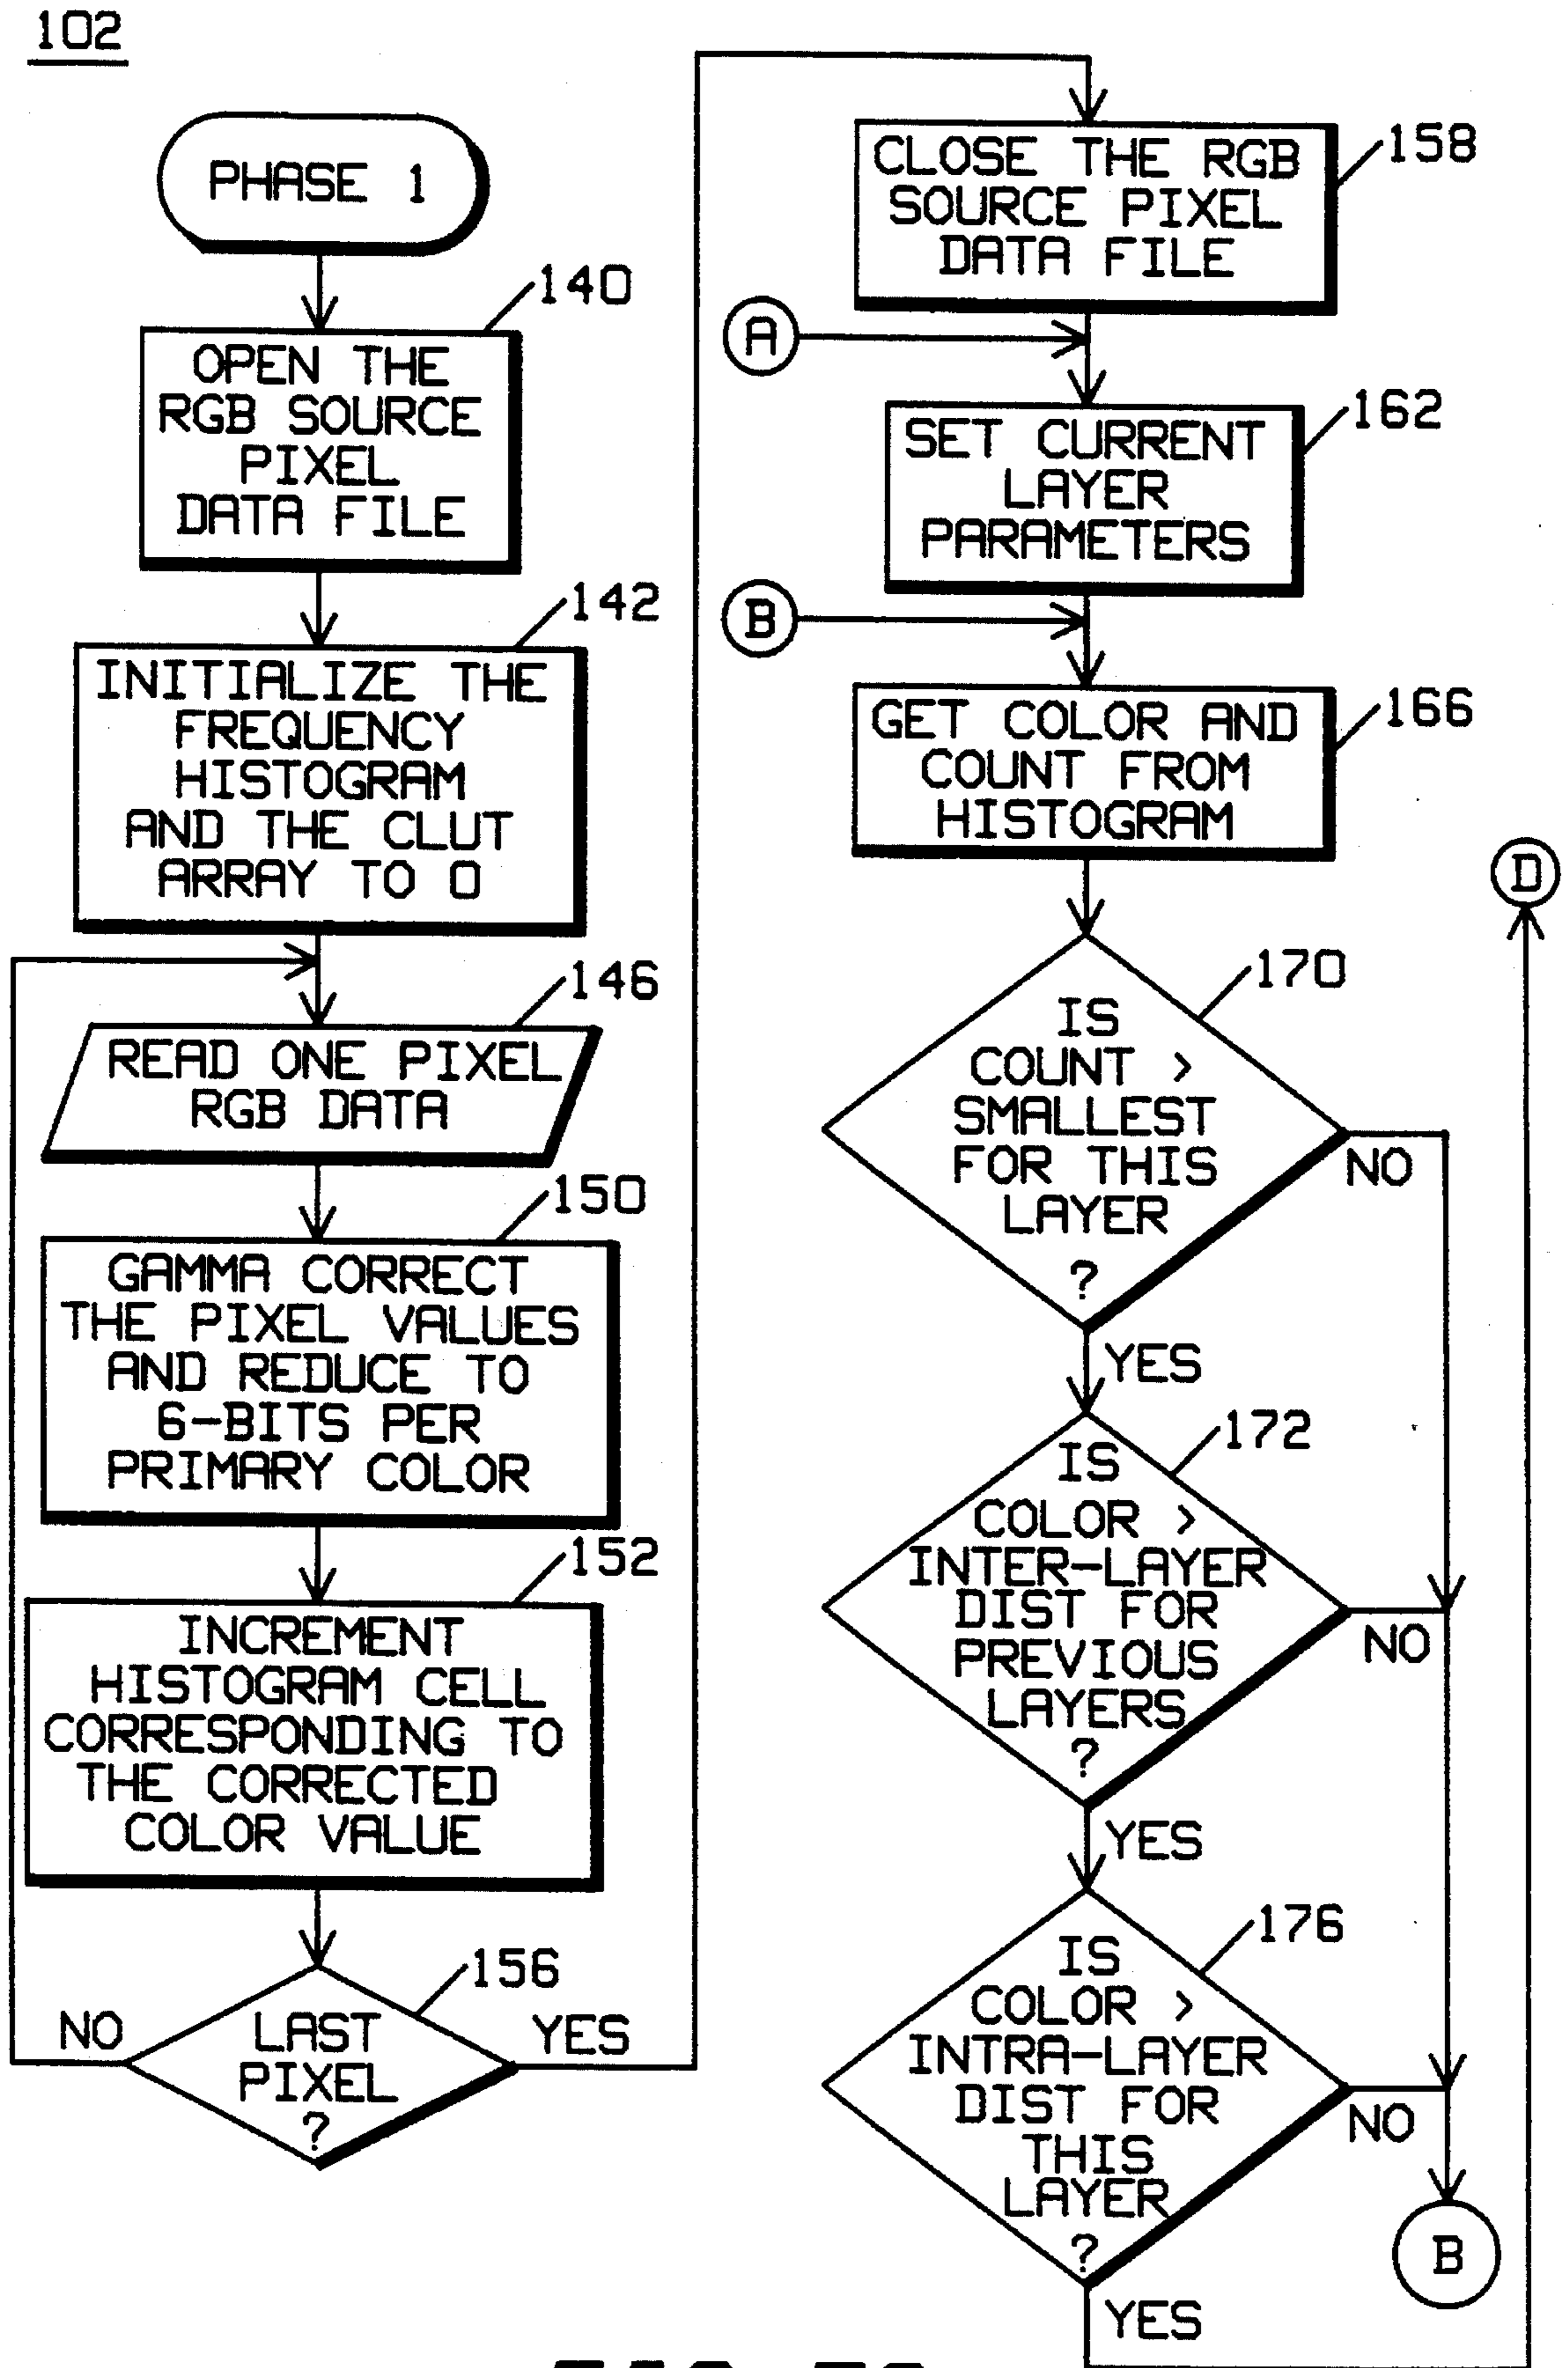 102
PHASE 1
140
OPEN THE
RGB SOURCE
PIXEL
DATA FILE
142
INITIALIZE THE
FREQUENCY
HISTOGRAM
AND THE CLUT
ARRAY TO 0
146
READ ONE PIXEL
RGB DATA
150
GAMMA CORRECT
THE PIXEL VALUES
AND REDUCE TO
6-BITS PER
PRIMARY COLOR
152
INCREMENT
HISTOGRAM CELL
CORRESPONDING TO
THE CORRECTED
COLOR VALUE
156
NO
LAST
PIXEL
?
YES
158
CLOSE THE RGB
SOURCE PIXEL
DATA FILE
A
162
SET CURRENT
LAYER
PARAMETERS
B
166
GET COLOR AND
COUNT FROM
HISTOGRAM
D
170
IS
COUNT >
SMALLEST
FOR THIS
LAYER
?
NO
YES
172
IS
COLOR >
INTER-LAYER
DIST FOR
PREVIOUS
LAYERS
?
NO
YES
176
IS
COLOR >
INTRA-LAYER
DIST FOR
THIS
LAYER
?
NO
B
YES